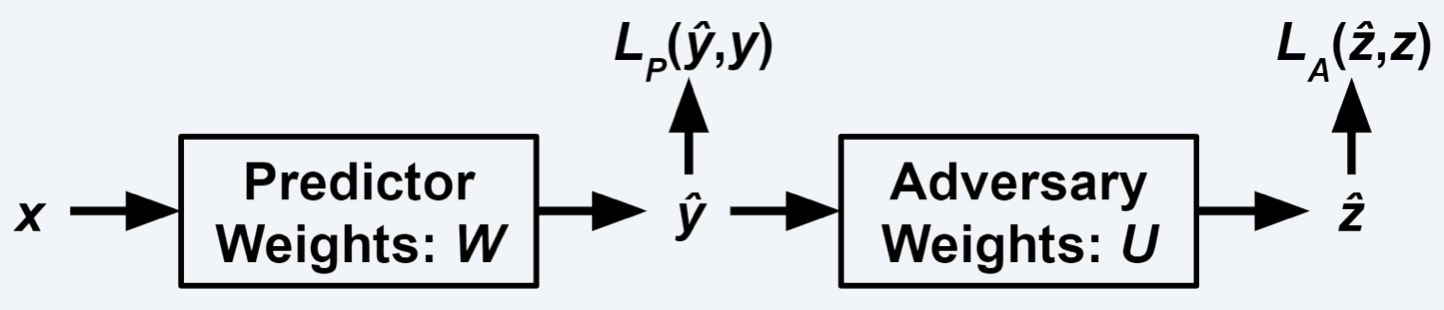 L_P(ŷ,y)
L_A(ẑ,z)
x
Predictor
Weights: W
ŷ
Adversary
Weights: U
ẑ